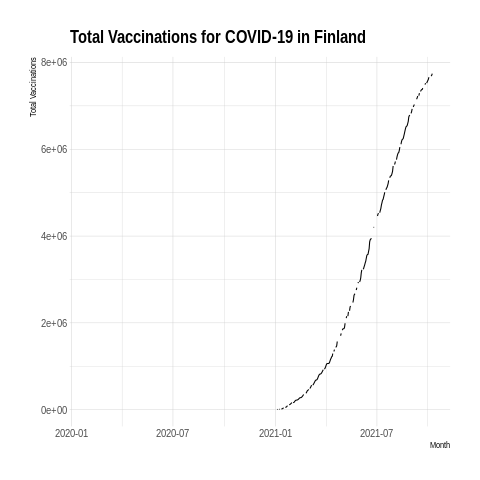 Total Vaccinations for COVID-19 in Finland
Total Vaccinations
8e+06
6e+06
4e+06
2e+06
0e+00
2020-01 2020-07 2021-01 2021-07
Month